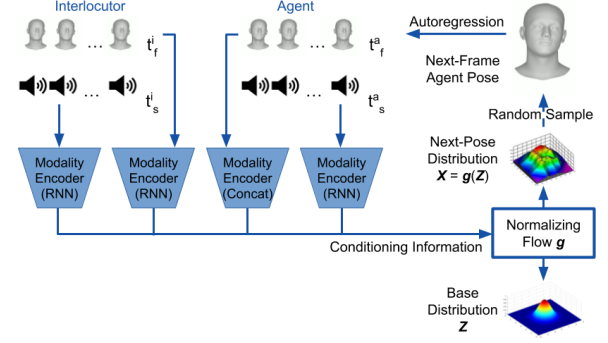 Interlocutor
Agent
Autoregression
t^i_f
t^a_f
Next-Frame
Agent Pose
...
...
...
...
t^i_s
t^a_s
Random Sample
Next-Pose
Distribution
X = g(Z)
Modality
Encoder
(RNN)
Modality
Encoder
(RNN)
Modality
Encoder
(Concat)
Modality
Encoder
(RNN)
Normalizing
Flow g
Conditioning Information
Base
Distribution
Z